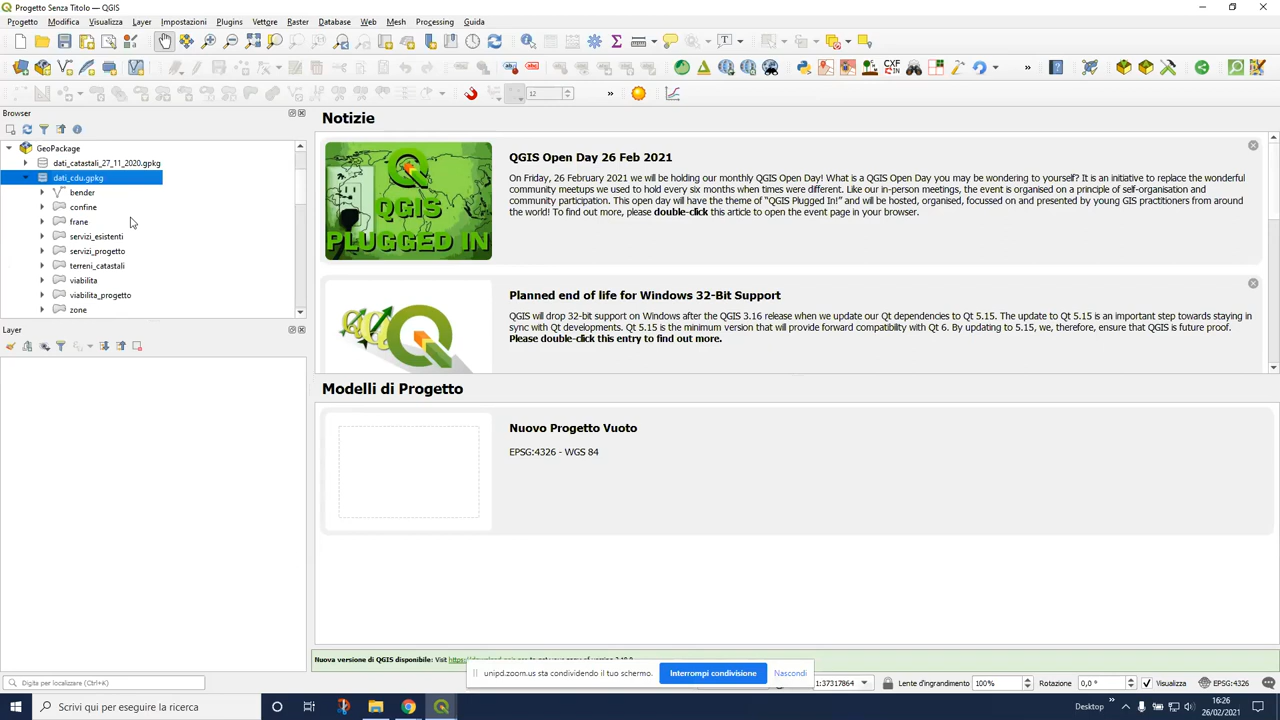 Progetto Senza Titolo — QGIS
Progetto Modifica Visualizza Layer Impostazioni Plugins Vettore Raster Database Web Mesh Processing Guida
12
Browser
GeoPackage
dati_catastali_27_11_2020.gpkg
dati_cdu.gpkg
bender
confine
frane
servizi_esistenti
servizi_progetto
terreni_catastali
viabilita
viabilita_progetto
zone
Layer
Notizie
QGIS PLUGGED IN
QGIS Open Day 26 Feb 2021
On Friday, 26 February 2021 we will be holding our monthly QGIS Open Day! What is a QGIS Open Day you may be wondering to yourself? It is an initiative to replace the
wonderful community meetups we used to hold every six months when times were different. Like our in-person meetings, the event is organised on a principle of self-organisation and
community participation. This open day will have the theme of “QGIS Plugged In!” and will be hosted, organised, focussed on and presented by young GIS practitioners from around
the world! To find out more, please double-click this article to open the event page in your browser.
Planned end of life for Windows 32-Bit Support
QGIS will drop 32-bit support on Windows after the QGIS 3.16 release when we update our Qt dependencies to Qt 5.15. The update to Qt 5.15 is an important step towards staying in
sync with Qt developments. Qt 5.15 is the minimum version that will provide forward compatibility with Qt 6. By updating to 5.15, we, therefore, ensure that QGIS is future proof.
Please double-click this entry to find out more.
Modelli di Progetto
Nuovo Progetto Vuoto
EPSG:4326 - WGS 84
Nuova versione di QGIS disponibile: Visit
unipd.zoom.us sta condividendo il tuo schermo. Interrompi condivisione Nascondi
Digita per localizzare (Ctrl+K) 1:37317864 Lente d'ingrandimento 100% Rotazione 0,0 ° Visualizza EPSG:4326
Scrivi qui per eseguire la ricerca
Desktop
16:26
26/02/2021